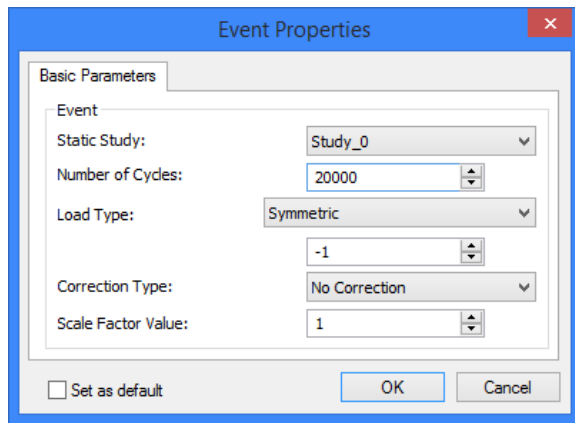 Event Properties
Basic Parameters
Event
Static Study: Study_0
Number of Cycles: 20000
Load Type: Symmetric
-1
Correction Type: No Correction
Scale Factor Value: 1
Set as default OK Cancel